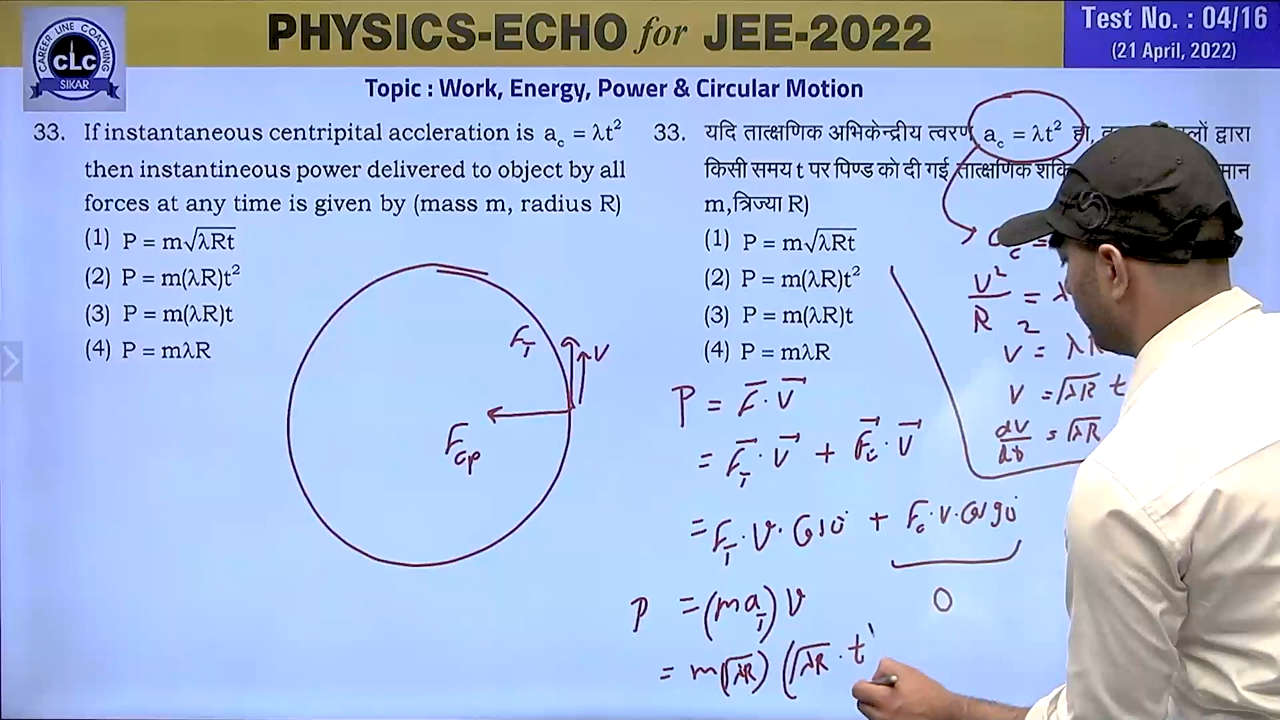 PHYSICS-ECHO for JEE-2022
Test No. : 04/16
(21 April, 2022)
CAREER LINE COACHING
CLC
SIKAR
Topic : Work, Energy, Power & Circular Motion
33. If instantaneous centripital accleration is a_c = λt²
then instantineous power delivered to object by all
forces at any time is given by (mass m, radius R)
(1) P = m√λRt
(2) P = m(λR)t²
(3) P = m(λR)t
(4) P = mλR
33. यदि तात्क्षणिक अभिकेन्द्रीय त्वरण a_c = λt² हो, द्वारा
किसी समय t पर पिण्ड को दी गई तात्क्षणिक
m, त्रिज्या R)
(1) P = m√λRt
(2) P = m(λR)t²
(3) P = m(λR)t
(4) P = mλR
F_T
V
F_cp
V²/R = λ
V² = λR
V = √λR t
dV/dt = √λR
P = F⃗ · V⃗
= F⃗_T · V⃗ + F⃗_c · V⃗
= F_T · V · Cos0° + F_c · V · Cos90°
0
P = (ma_T) V
= m(√λR) (√λR · t